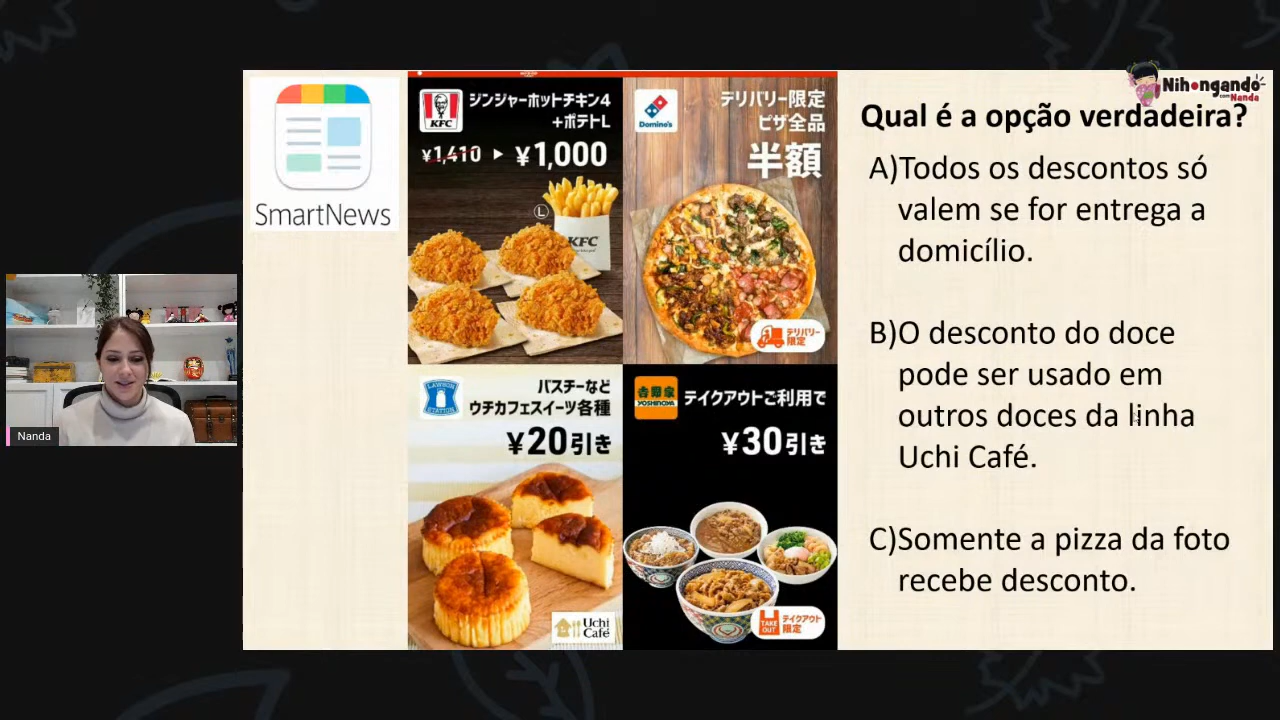 Nihongando
com Nanda
SmartNews
KFC
ジンジャーホットチキン4
+ポテトL
¥1,410 ▶ ¥1,000
Ⓛ
KFC
Domino's
デリバリー限定
ピザ全品
半額
デリバリー
限定
LAWSON
STATION
バスチーなど
ウチカフェスイーツ各種
¥20引き
Uchi
Café
吉野家
YOSHINOYA
テイクアウトご利用で
¥30引き
TAKE
OUT
テイクアウト
限定
Qual é a opção verdadeira?
A)Todos os descontos só
valem se for entrega a
domicílio.
B)O desconto do doce
pode ser usado em
outros doces da linha
Uchi Café.
C)Somente a pizza da foto
recebe desconto.
Nanda